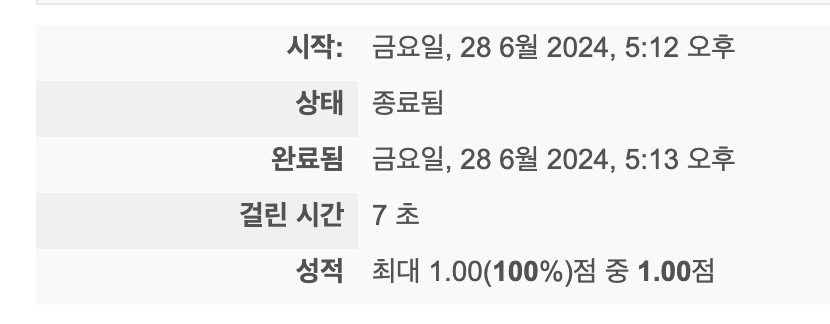 시작: 금요일, 28 6월 2024, 5:12 오후
상태 종료됨
완료됨 금요일, 28 6월 2024, 5:13 오후
걸린 시간 7 초
성적 최대 1.00(100%)점 중 1.00점